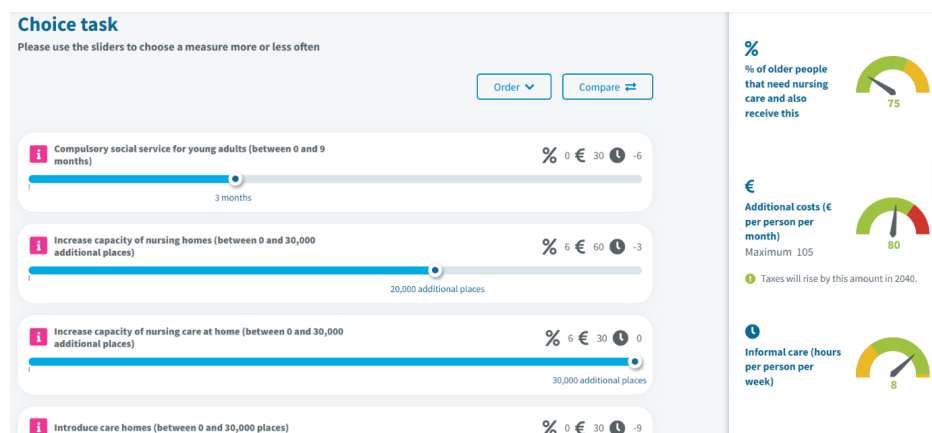 Choice task
Please use the sliders to choose a measure more or less often
Order
Compare
Compulsory social service for young adults (between 0 and 9
months)
% 0 € 30 -6
3 months
Increase capacity of nursing homes (between 0 and 30,000
additional places)
% 6 € 60 -3
20,000 additional places
Increase capacity of nursing care at home (between 0 and 30,000
additional places)
% 6 € 30 0
30,000 additional places
Introduce care homes (between 0 and 30,000 places)
% 0 € 30 -9
%
% of older people
that need nursing
care and also
receive this
75
€
Additional costs (€
per person per
month)
Maximum 105
80
Taxes will rise by this amount in 2040.
Informal care (hours
per person per
week)
8